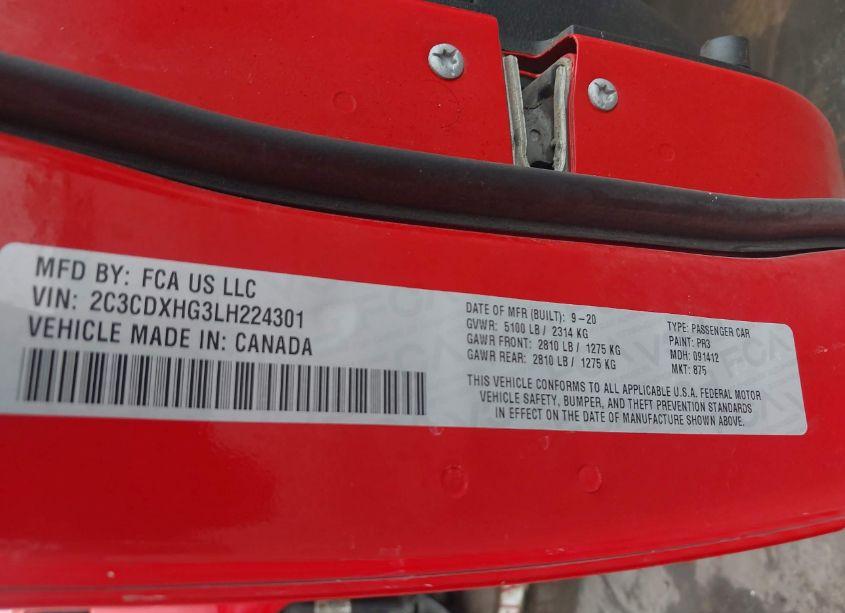 MFD BY: FCA US LLC
VIN: 2C3CDXHG3LH224301
VEHICLE MADE IN: CANADA
DATE OF MFR (BUILT): 9-20
GVWR: 5100 LB / 2314 KG
GAWR FRONT: 2810 LB / 1275 KG
GAWR REAR: 2810 LB / 1275 KG
TYPE: PASSENGER CAR
PAINT: PR3
MDH: 091412
MKT: 875
THIS VEHICLE CONFORMS TO ALL APPLICABLE U.S.A. FEDERAL MOTOR
VEHICLE SAFETY, BUMPER, AND THEFT PREVENTION STANDARDS
IN EFFECT ON THE DATE OF MANUFACTURE SHOWN ABOVE.